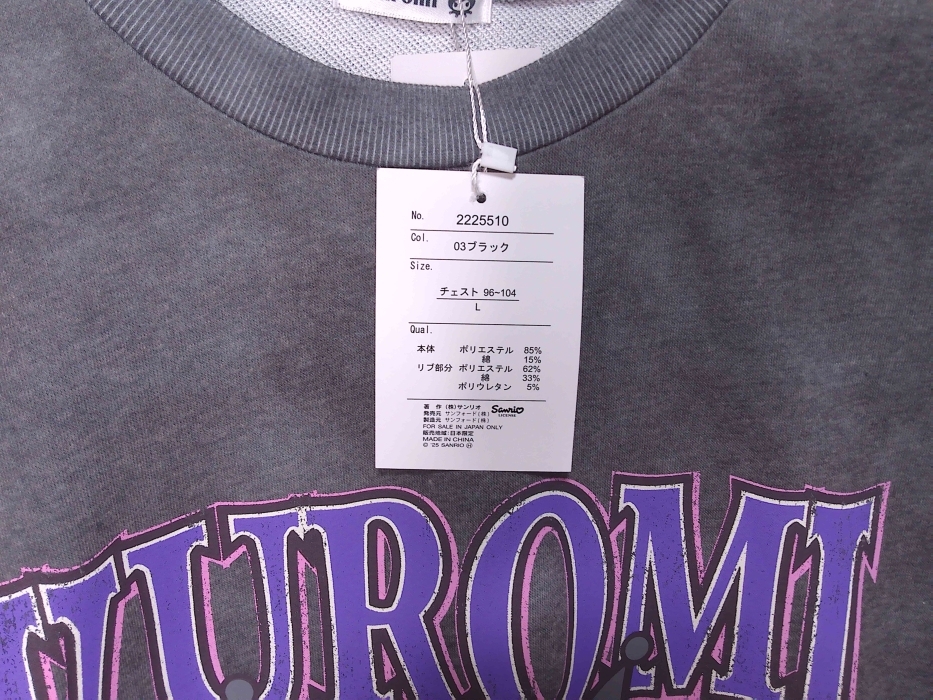 No. 2225510
Col. 03ブラック
Size.
チェスト 96~104
L
Qual.
本体 ポリエステル 85%
綿 15%
リブ部分 ポリエステル 62%
綿 33%
ポリウレタン 5%
著 作 (株)サンリオ
発売元 サンフォード(株)
製造元 サンフォード(株)
Sanrio
LICENSE
FOR SALE IN JAPAN ONLY
販売地域:日本限定
MADE IN CHINA
© '25 SANRIO Ⓗ
UROMI